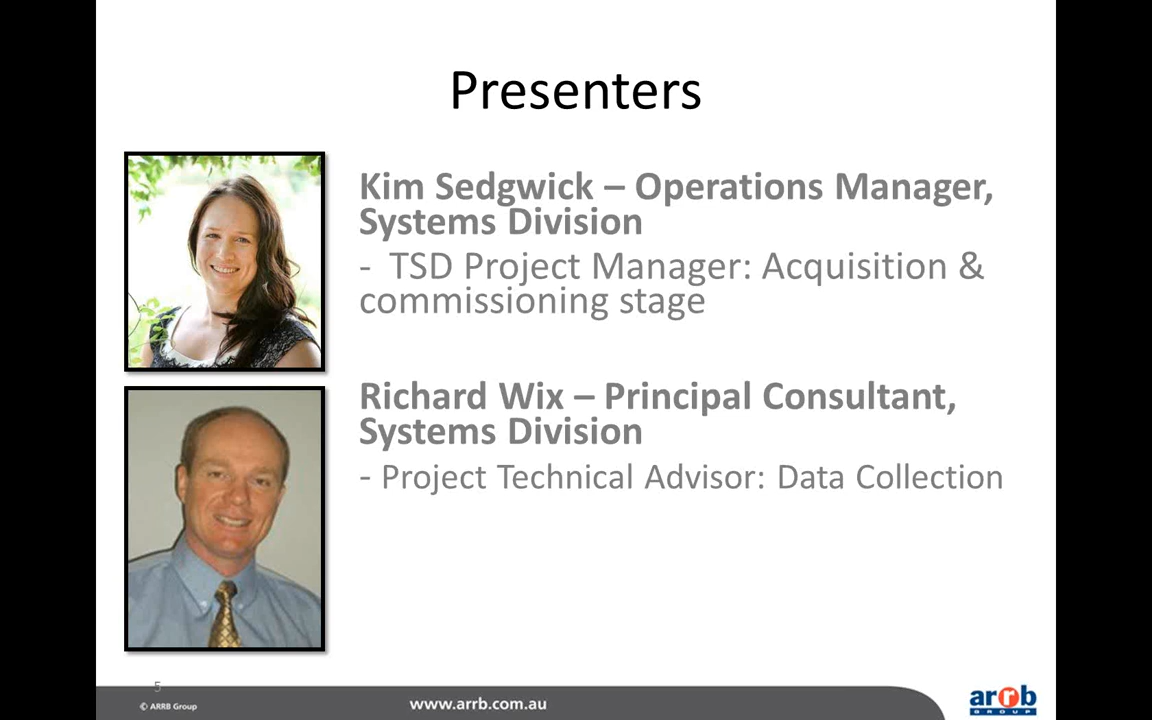 Presenters
Kim Sedgwick – Operations Manager,
Systems Division
- TSD Project Manager: Acquisition &
commissioning stage
Richard Wix – Principal Consultant,
Systems Division
- Project Technical Advisor: Data Collection
5
© ARRB Group
www.arrb.com.au
arrb
GROUP